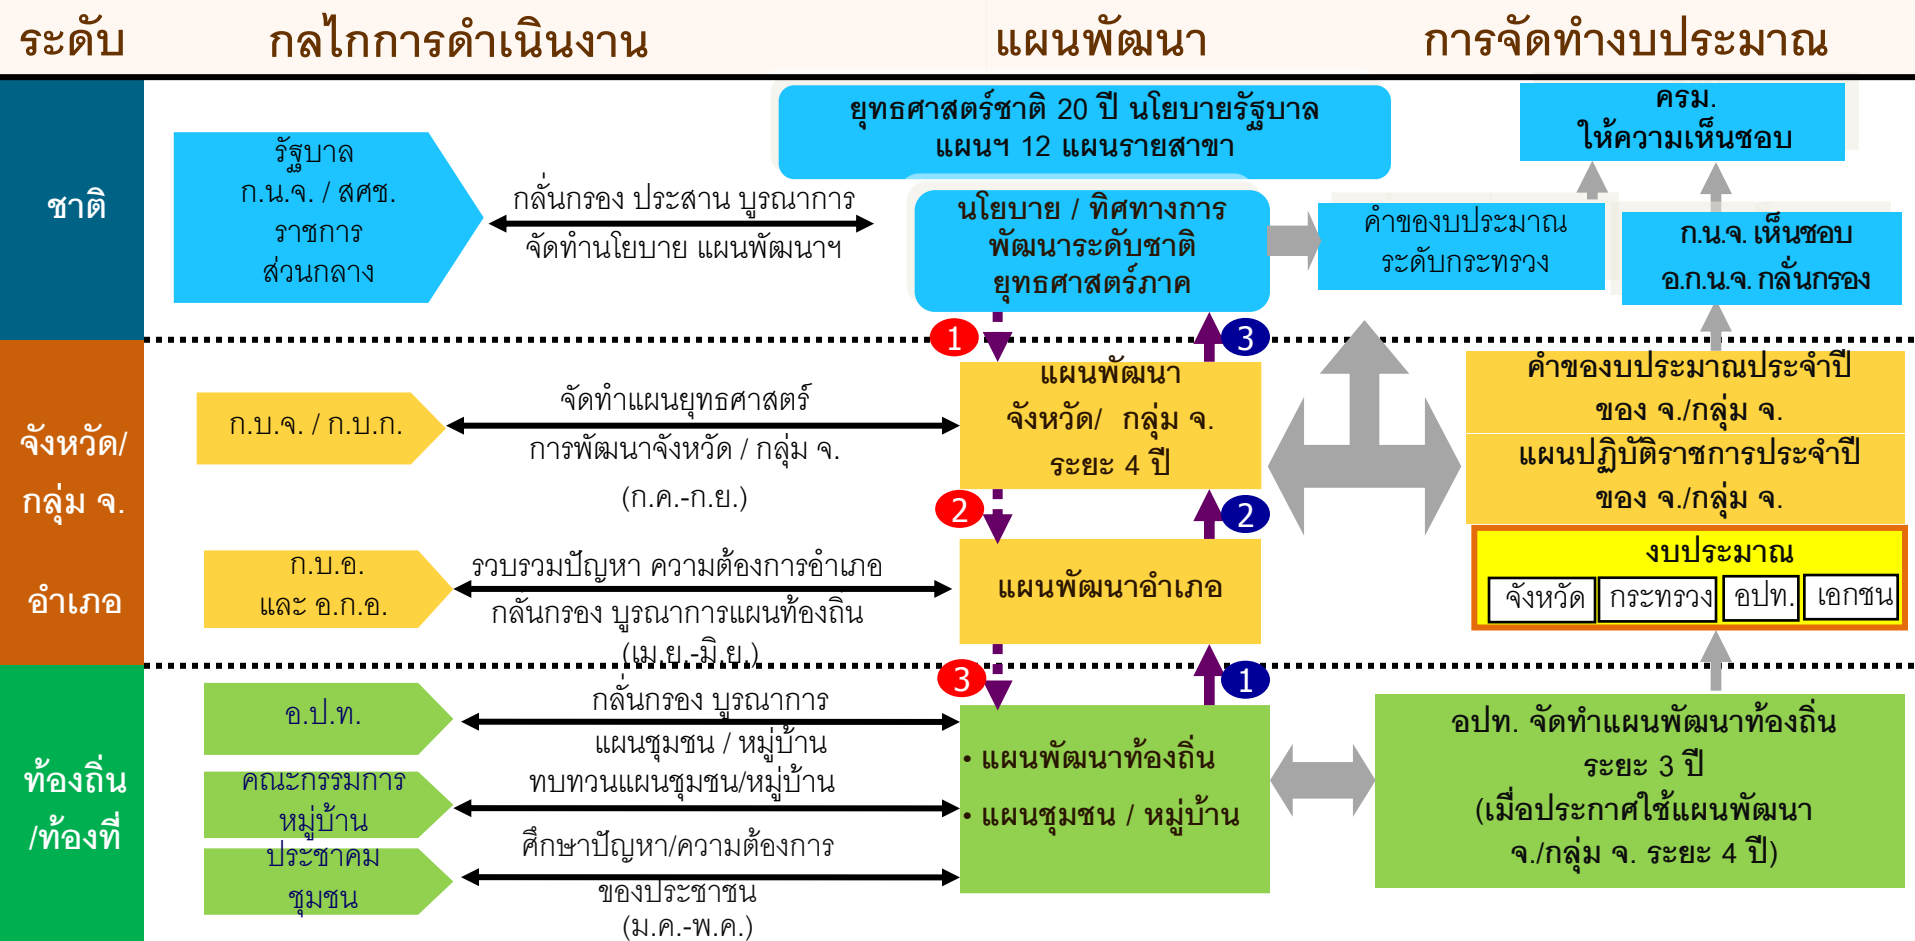 ระดับ
กลไกการดำเนินงาน
แผนพัฒนา
การจัดทำงบประมาณ
ชาติ
รัฐบาล
ก.น.จ. / สศช.
ราชการ
ส่วนกลาง
กลั่นกรอง ประสาน บูรณาการ
จัดทำนโยบาย แผนพัฒนาฯ
ยุทธศาสตร์ชาติ 20 ปี นโยบายรัฐบาล
แผนฯ 12 แผนรายสาขา
นโยบาย / ทิศทางการ
พัฒนาระดับชาติ
ยุทธศาสตร์ภาค
คำของบประมาณ
ระดับกระทรวง
ครม.
ให้ความเห็นชอบ
ก.น.จ. เห็นชอบ
อ.ก.น.จ. กลั่นกรอง
1
3
จังหวัด/
กลุ่ม จ.
ก.บ.จ. / ก.บ.ก.
จัดทำแผนยุทธศาสตร์
การพัฒนาจังหวัด / กลุ่ม จ.
(ก.ค.-ก.ย.)
แผนพัฒนา
จังหวัด/ กลุ่ม จ.
ระยะ 4 ปี
คำของบประมาณประจำปี
ของ จ./กลุ่ม จ.
แผนปฏิบัติราชการประจำปี
ของ จ./กลุ่ม จ.
2
2
อำเภอ
ก.บ.อ.
และ อ.ก.อ.
รวบรวมปัญหา ความต้องการอำเภอ
กลั่นกรอง บูรณาการแผนท้องถิ่น
(เม.ย.-มิ.ย.)
แผนพัฒนาอำเภอ
งบประมาณ
จังหวัด
กระทรวง
อปท.
เอกชน
3
1
ท้องถิ่น
/ท้องที่
อ.ป.ท.
กลั่นกรอง บูรณาการ
แผนชุมชน / หมู่บ้าน
คณะกรรมการ
หมู่บ้าน
ทบทวนแผนชุมชน/หมู่บ้าน
ประชาคม
ชุมชน
ศึกษาปัญหา/ความต้องการ
ของประชาชน
(ม.ค.-พ.ค.)
• แผนพัฒนาท้องถิ่น
• แผนชุมชน / หมู่บ้าน
อปท. จัดทำแผนพัฒนาท้องถิ่น
ระยะ 3 ปี
(เมื่อประกาศใช้แผนพัฒนา
จ./กลุ่ม จ. ระยะ 4 ปี)